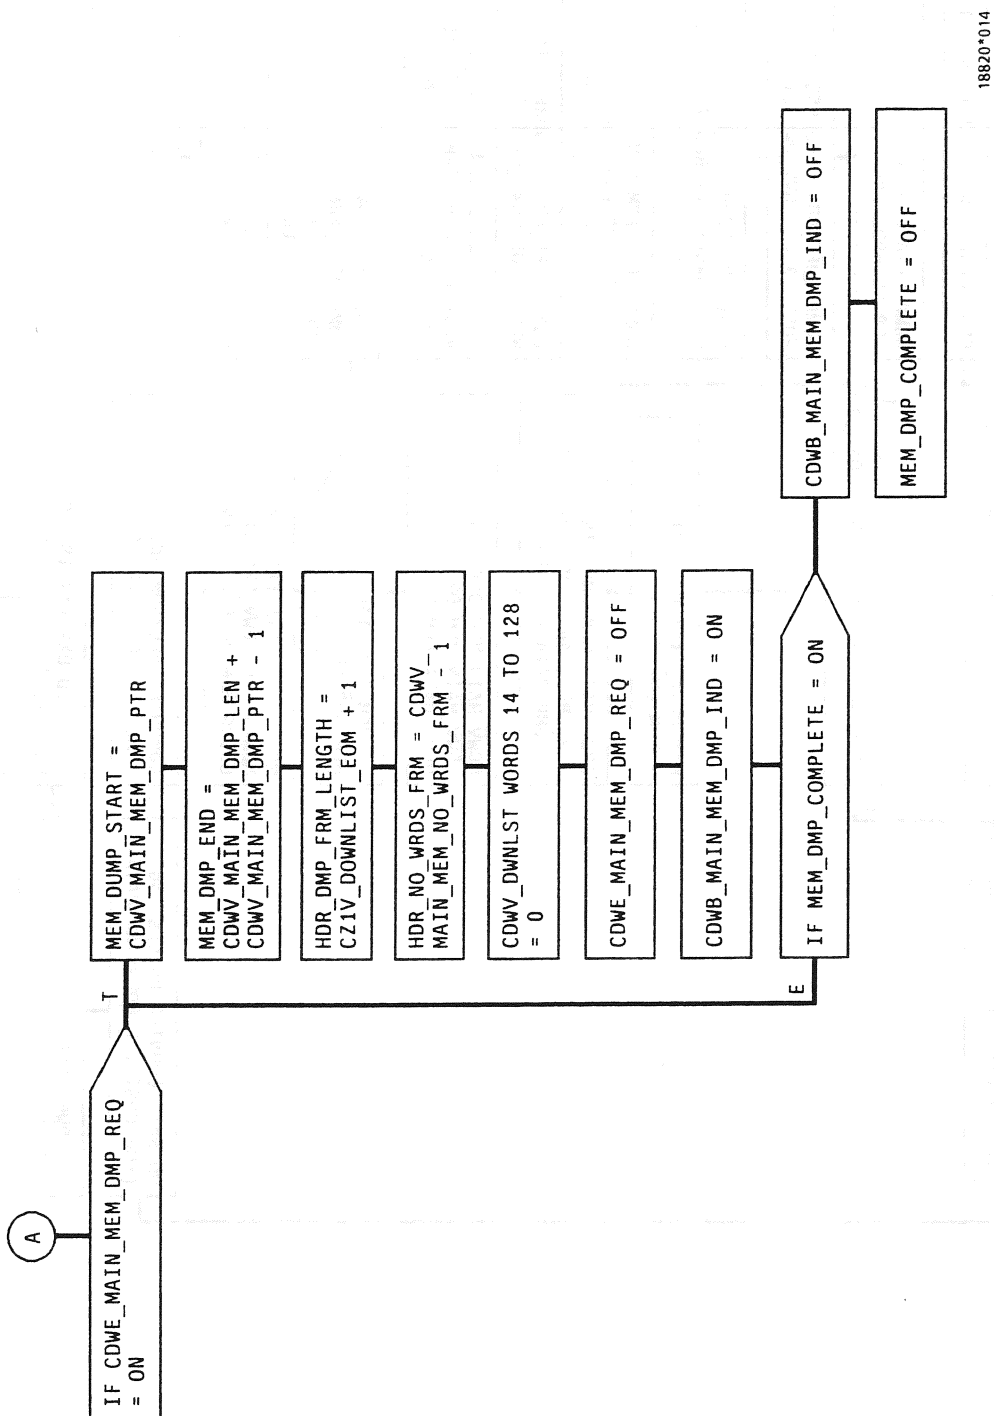 A
IF CDWE_MAIN_MEM_DMP_REQ
= ON
T
MEM_DUMP_START =
CDWV_MAIN_MEM_DMP_PTR
MEM_DMP_END =
CDWV_MAIN_MEM_DMP_LEN +
CDWV_MAIN_MEM_DMP_PTR - 1
HDR_DMP_FRM_LENGTH =
CZ1V_DOWNLIST_EOM + 1
HDR_NO_WRDS_FRM = CDWV_
MAIN_MEM_NO_WRDS_FRM - 1
CDWV_DWNLST WORDS 14 TO 128
= 0
CDWE_MAIN_MEM_DMP_REQ = OFF
CDWB_MAIN_MEM_DMP_IND = ON
E
IF MEM_DMP_COMPLETE = ON
CDWB_MAIN_MEM_DMP_IND = OFF
MEM_DMP_COMPLETE = OFF
18820*014